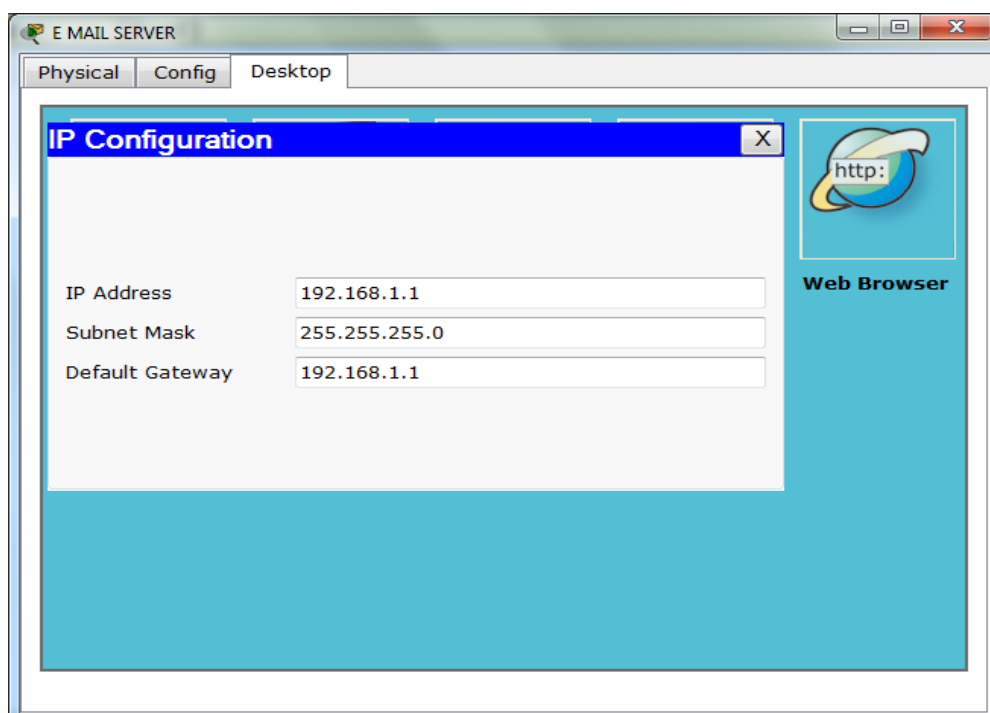 E MAIL SERVER
Physical Config Desktop
IP Configuration X
http:
Web Browser
IP Address 192.168.1.1
Subnet Mask 255.255.255.0
Default Gateway 192.168.1.1